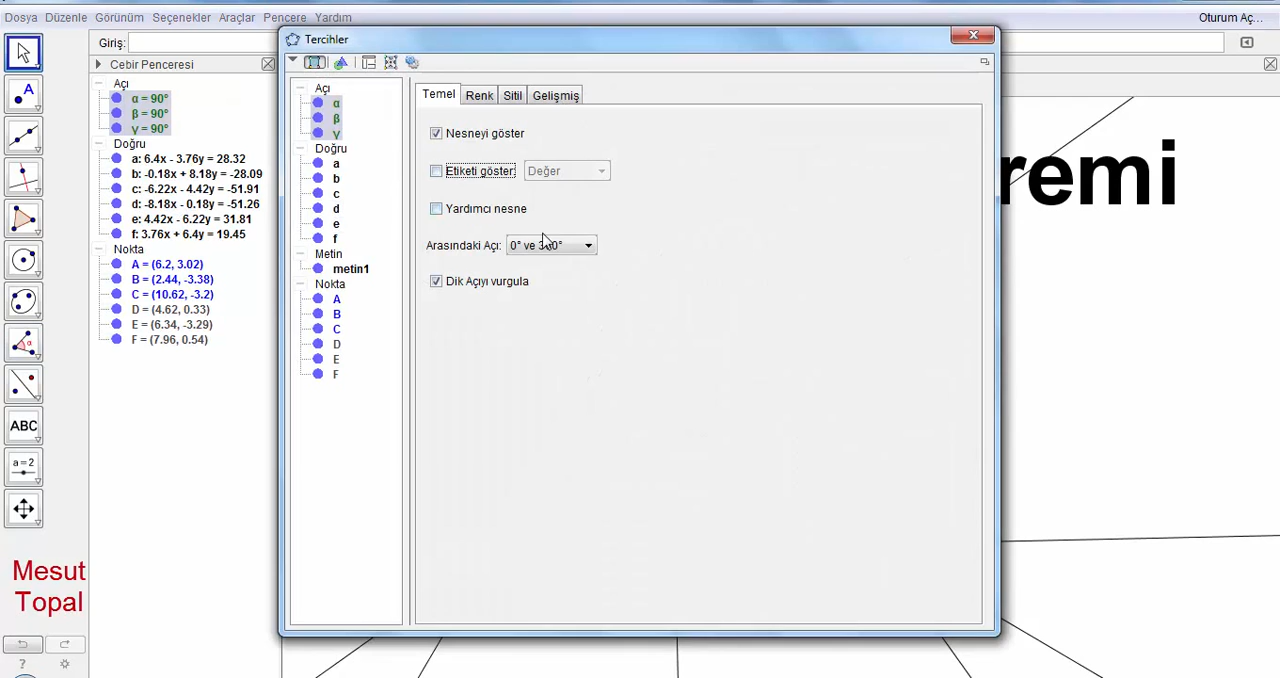 Dosya Düzenle Görünüm Seçenekler Araçlar Pencere Yardım
Oturum Aç...
Giriş:
Cebir Penceresi
Açı
α = 90°
β = 90°
γ = 90°
Doğru
a: 6.4x - 3.76y = 28.32
b: -0.18x + 8.18y = -28.09
c: -6.22x - 4.42y = -51.91
d: -8.18x - 0.18y = -51.26
e: 4.42x - 6.22y = 31.81
f: 3.76x + 6.4y = 19.45
Nokta
A = (6.2, 3.02)
B = (2.44, -3.38)
C = (10.62, -3.2)
D = (4.62, 0.33)
E = (6.34, -3.29)
F = (7.96, 0.54)
A
α
ABC
a=2
Mesut
Topal
?
Tercihler
Açı
α
β
γ
Doğru
a
b
c
d
e
f
Metin
metin1
Nokta
A
B
C
D
E
F
Temel Renk Sitil Gelişmiş
Nesneyi göster
Etiketi göster: Değer
Yardımcı nesne
Arasındaki Açı: 0° ve
Dik Açıyı vurgula
remi